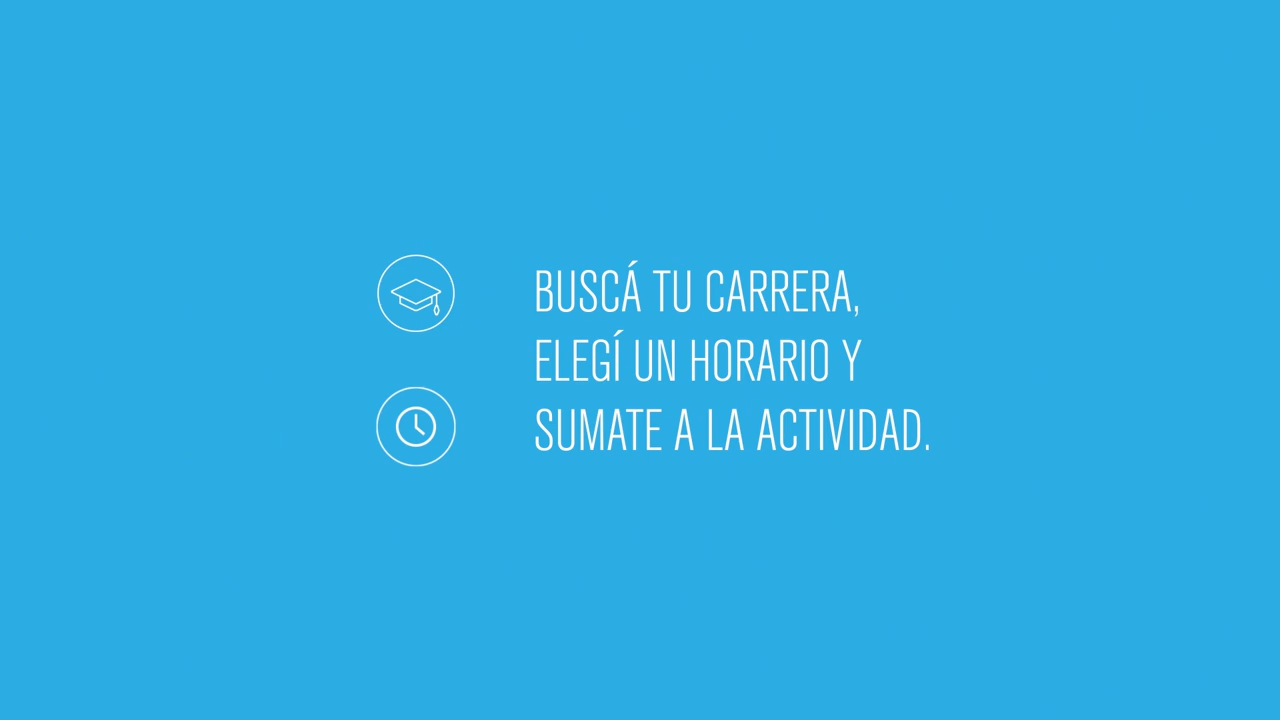 BUSCÁ TU CARRERA,
ELEGÍ UN HORARIO Y
SUMATE A LA ACTIVIDAD.